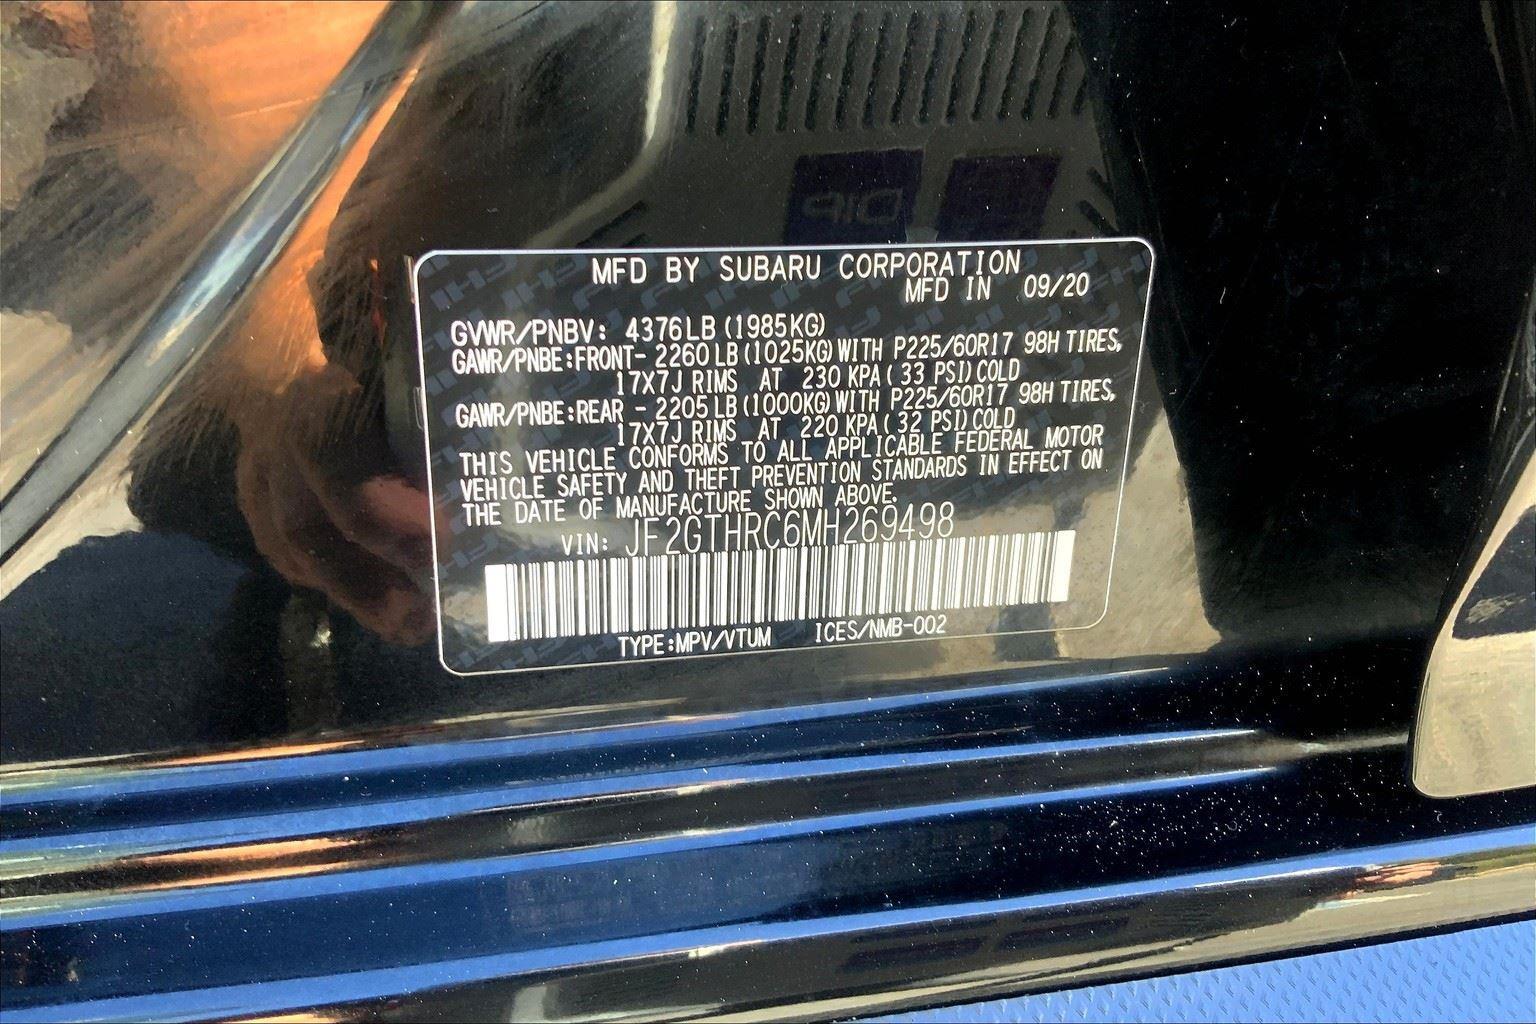 MFD BY SUBARU CORPORATION
MFD IN 09/20
GVWR/PNBV: 4376LB (1985KG)
GAWR/PNBE:FRONT- 2260 LB (1025KG) WITH P225/60R17 98H TIRES,
17X7J RIMS AT 230 KPA ( 33 PSI) COLD
GAWR/PNBE:REAR - 2205 LB (1000KG) WITH P225/60R17 98H TIRES,
17X7J RIMS AT 220 KPA ( 32 PSI) COLD
THIS VEHICLE CONFORMS TO ALL APPLICABLE FEDERAL MOTOR
VEHICLE SAFETY AND THEFT PREVENTION STANDARDS IN EFFECT ON
THE DATE OF MANUFACTURE SHOWN ABOVE.
VIN: JF2GTHRC6MH269498
TYPE:MPV/VTUM ICES/NMB-002